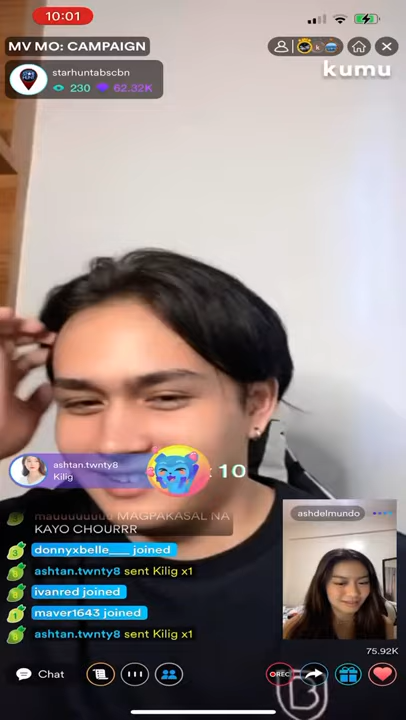 10:01
MV MO: CAMPAIGN
starhuntabscbn
230 62.32K
kumu
ashtan.twnty8
Kilig
10
mauuuuuuuu MAGPAKASAL NA
KAYO CHOURRR
donnyxbelle___ joined
ashtan.twnty8 sent Kilig x1
ivanred joined
maver1643 joined
ashtan.twnty8 sent Kilig x1
ashdelmundo
75.92K
Chat
REC